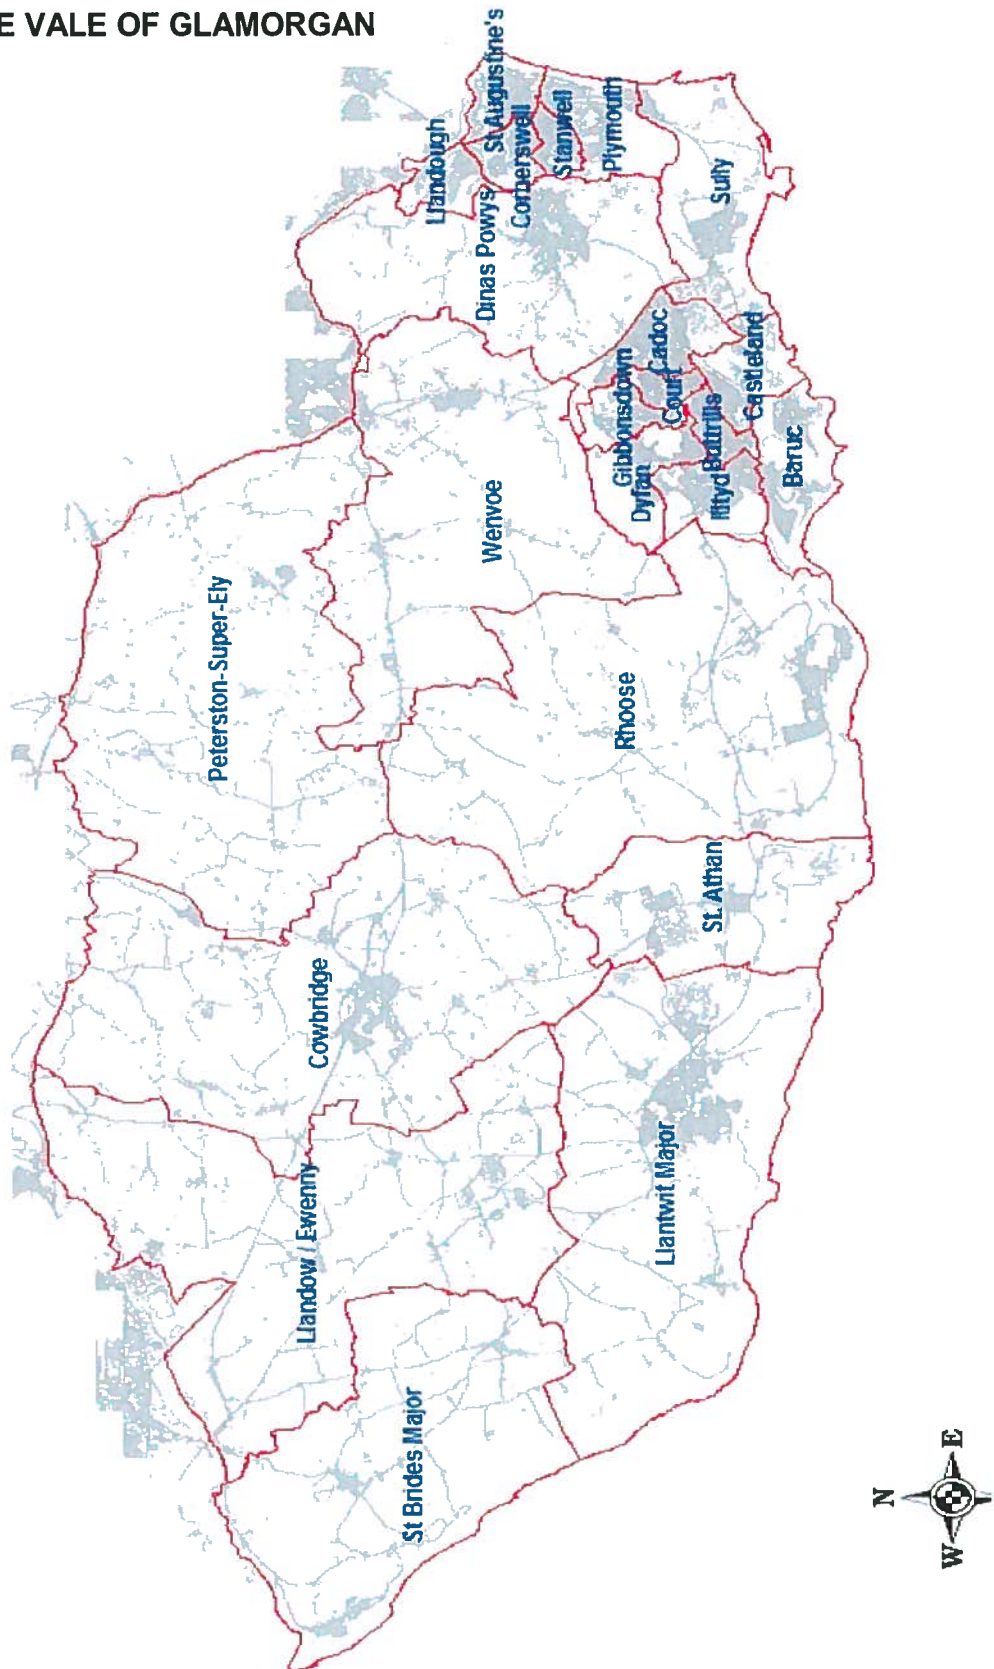 E VALE OF GLAMORGAN
St Augustine's
Llandough
Cornerswell
Stanwell
Plymouth
Dinas Powys
Sully
Cadoc
Gibbonsdown
Court
Castleland
Buttrills
Dyfan
Illtyd
Baruc
Wenvoe
Peterston-Super-Ely
Rhoose
St. Athan
Cowbridge
Llantwit Major
Llandow / Ewenny
St Brides Major
N
W
E